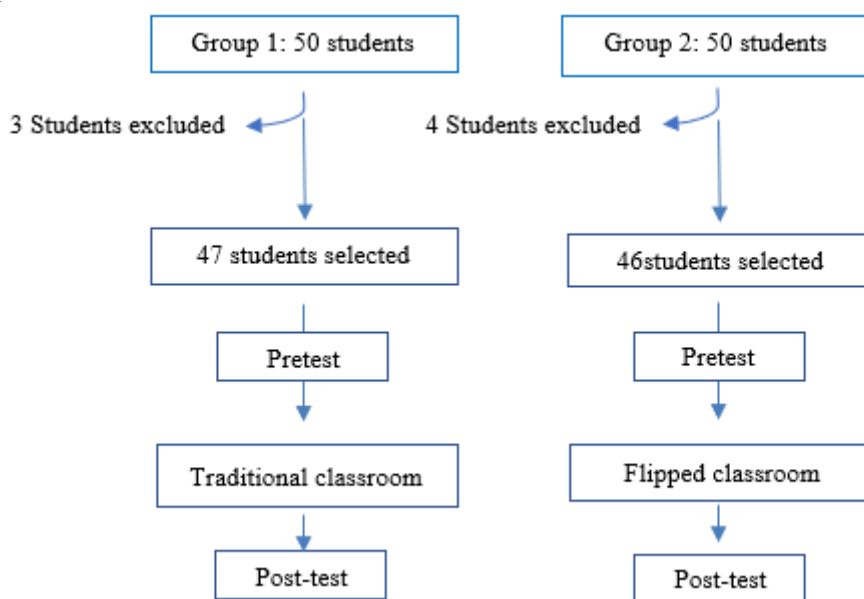 Group 1: 50 students
Group 2: 50 students
3 Students excluded
4 Students excluded
47 students selected
46students selected
Pretest
Pretest
Traditional classroom
Flipped classroom
Post-test
Post-test